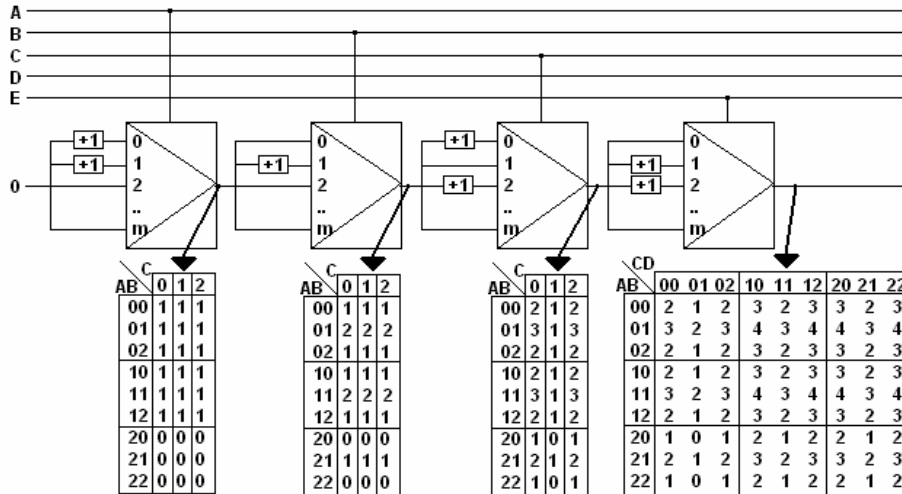 A
B
C
D
E
+1 0 0 +1 0 0
+1 1 +1 1 1 +1 1
0 2 2 +1 2 +1 2
.. .. .. ..
m m m m
C C C CD
AB 0 1 2 AB 0 1 2 AB 0 1 2 AB 00 01 02 10 11 12 20 21 22
00 1 1 1 00 1 1 1 00 2 1 2 00 2 1 2 3 2 3 3 2 3
01 1 1 1 01 2 2 2 01 3 1 3 01 3 2 3 4 3 4 4 3 4
02 1 1 1 02 1 1 1 02 2 1 2 02 2 1 2 3 2 3 3 2 3
10 1 1 1 10 1 1 1 10 2 1 2 10 2 1 2 3 2 3 3 2 3
11 1 1 1 11 2 2 2 11 3 1 3 11 3 2 3 4 3 4 4 3 4
12 1 1 1 12 1 1 1 12 2 1 2 12 2 1 2 3 2 3 3 2 3
20 0 0 0 20 0 0 0 20 1 0 1 20 1 0 1 2 1 2 2 1 2
21 0 0 0 21 1 1 1 21 2 1 2 21 2 1 2 3 2 3 3 2 3
22 0 0 0 22 0 0 0 22 1 0 1 22 1 0 1 2 1 2 2 1 2